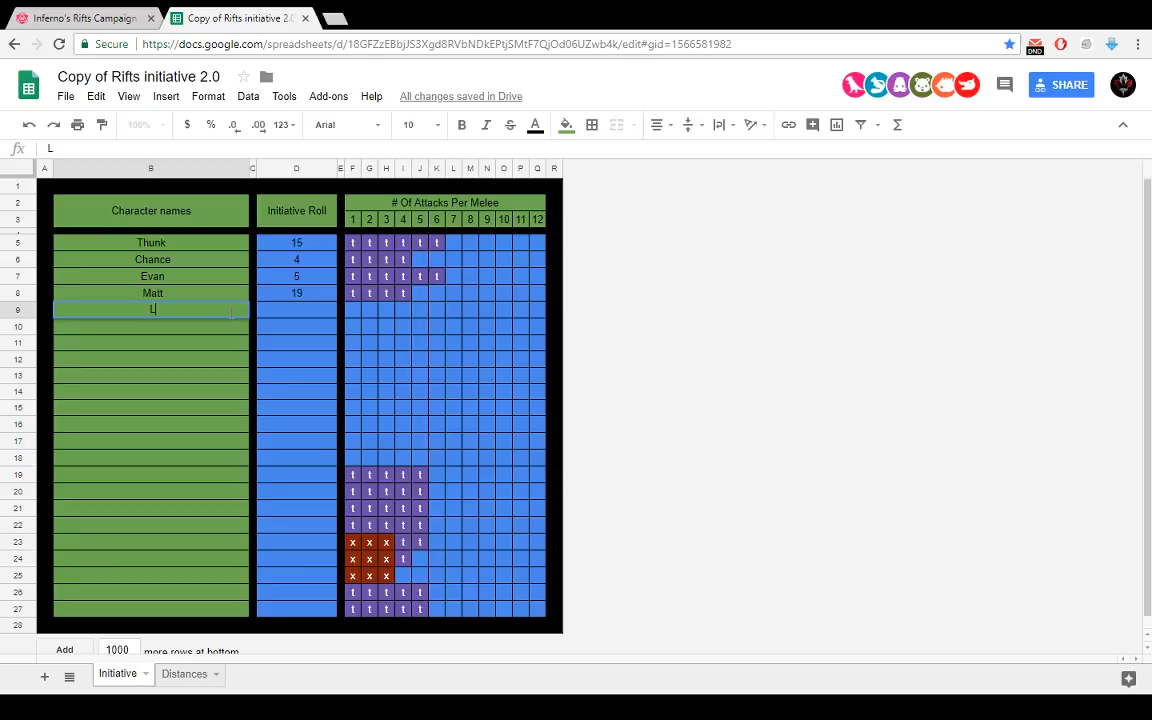 Inferno's Rifts Campaign
Copy of Rifts initiative 2.0
Secure
https://docs.google.com/spreadsheets/d/18GFZzEBbjJS3Xgd8RVbNDkEPtjSMtF7QjOd06UZwb4k/edit#gid=1566581982
DND
Copy of Rifts initiative 2.0
File Edit View Insert Format Data Tools Add-ons Help All changes saved in Drive
SHARE
100% $ % .0 .00 123 Arial 10 B I S A Σ
fx L
A B C D E F G H I J K L M N O P Q R
1
2 Character names Initiative Roll # Of Attacks Per Melee
3 1 2 3 4 5 6 7 8 9 10 11 12
5 Thunk 15 t t t t t t
6 Chance 4 t t t t
7 Evan 5 t t t t t t
8 Matt 19 t t t t
9 L
10
11
12
13
14
15
16
17
18
19 t t t t t
20 t t t t t
21 t t t t t
22 t t t t t
23 x x x t t
24 x x x t
25 x x x
26 t t t t t
27 t t t t t
28
Add 1000 more rows at bottom
+ Initiative Distances